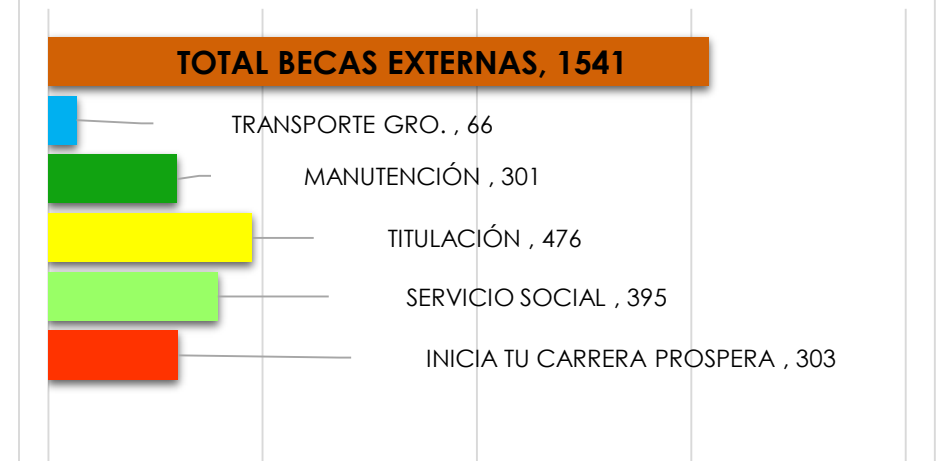 TOTAL BECAS EXTERNAS, 1541
TRANSPORTE GRO. , 66
MANUTENCIÓN , 301
TITULACIÓN , 476
SERVICIO SOCIAL , 395
INICIA TU CARRERA PROSPERA , 303